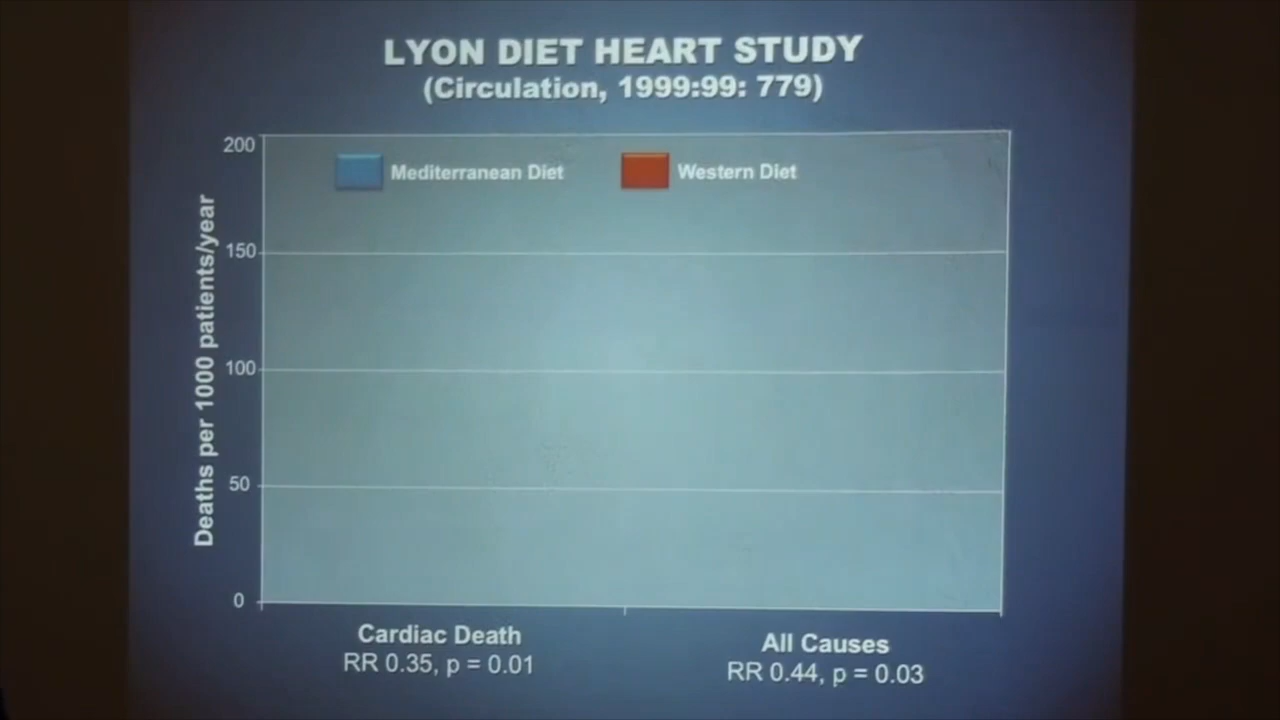 LYON DIET HEART STUDY
(Circulation, 1999:99: 779)
200
Mediterranean Diet
Western Diet
150
100
50
0
Deaths per 1000 patients/year
Cardiac Death
RR 0.35, p = 0.01
All Causes
RR 0.44, p = 0.03